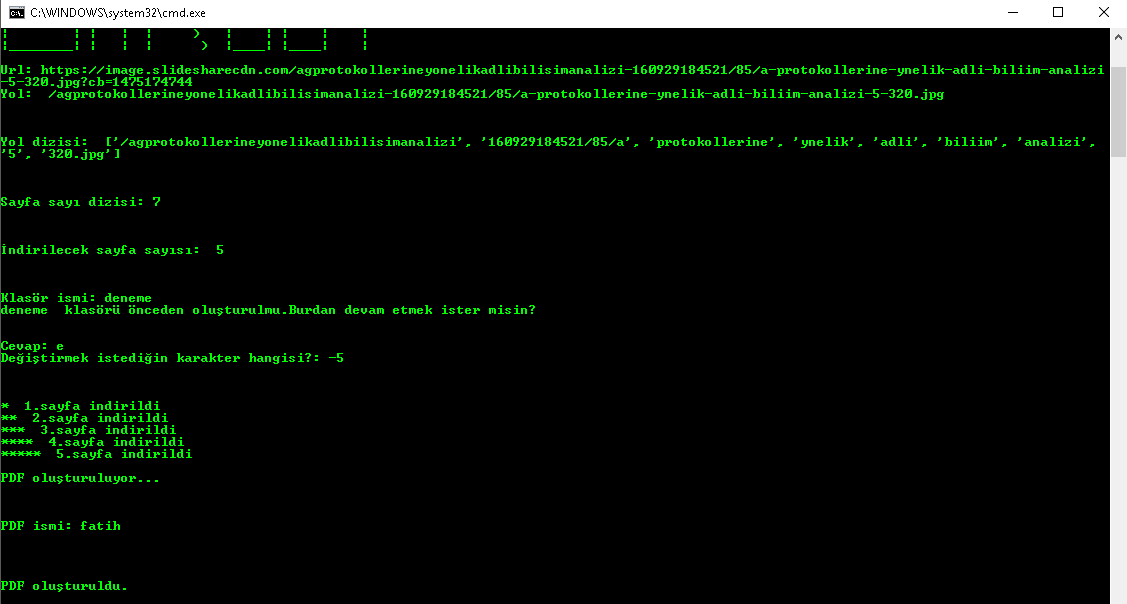 C:\WINDOWS\system32\cmd.exe
Url: https://image.slidesharecdn.com/agprotokollerineyonelikadlibilisimanalizi-160929184521/85/a-protokollerine-ynelik-adli-biliim-analizi
-5-320.jpg?cb=1475174744
Yol:  /agprotokollerineyonelikadlibilisimanalizi-160929184521/85/a-protokollerine-ynelik-adli-biliim-analizi-5-320.jpg
Yol dizisi:  ['/agprotokollerineyonelikadlibilisimanalizi', '160929184521/85/a', 'protokollerine', 'ynelik', 'adli', 'biliim', 'analizi',
'5', '320.jpg']
Sayfa sayı dizisi: 7
İndirilecek sayfa sayısı:  5
Klasör ismi: deneme
deneme  klasörü önceden oluşturulmu.Burdan devam etmek ister misin?
Cevap: e
Değiştirmek istediğin karakter hangisi?: -5
*  1.sayfa indirildi
**  2.sayfa indirildi
***  3.sayfa indirildi
****  4.sayfa indirildi
*****  5.sayfa indirildi
PDF oluşturuluyor...
PDF ismi: fatih
PDF oluşturuldu.